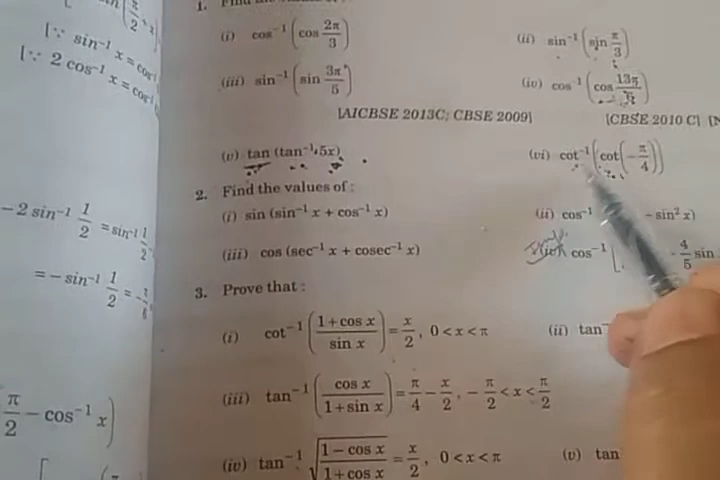 [∵ sin⁻¹ x = cos
[∵ 2 cos⁻¹ x = cos
− 2 sin⁻¹ 1/2 = sin⁻¹ 1/2
= − sin⁻¹ 1/2 = −
π/2 − cos⁻¹ x)
1. Find the values of :
(i) cos⁻¹ (cos 2π/3) (ii) sin⁻¹ (sin π/3)
(iii) sin⁻¹ (sin 3π/5) (iv) cos⁻¹ (cos 13π/6)
[AICBSE 2013C; CBSE 2009] [CBSE 2010 C]
(v) tan (tan⁻¹ 5x) (vi) cot⁻¹ (cot (−π/4))
2. Find the values of :
(i) sin (sin⁻¹ x + cos⁻¹ x) (ii) cos⁻¹ − sin² x)
(iii) cos (sec⁻¹ x + cosec⁻¹ x) cos⁻¹ [ 4/5 sin
3. Prove that :
(i) cot⁻¹ ((1 + cos x)/(sin x)) = x/2, 0 < x < π (ii) tan⁻
(iii) tan⁻¹ (cos x/(1 + sin x)) = π/4 − x/2, − π/2 < x < π/2
(iv) tan⁻¹ √((1 − cos x)/(1 + cos x)) = x/2, 0 < x < π (v) tan